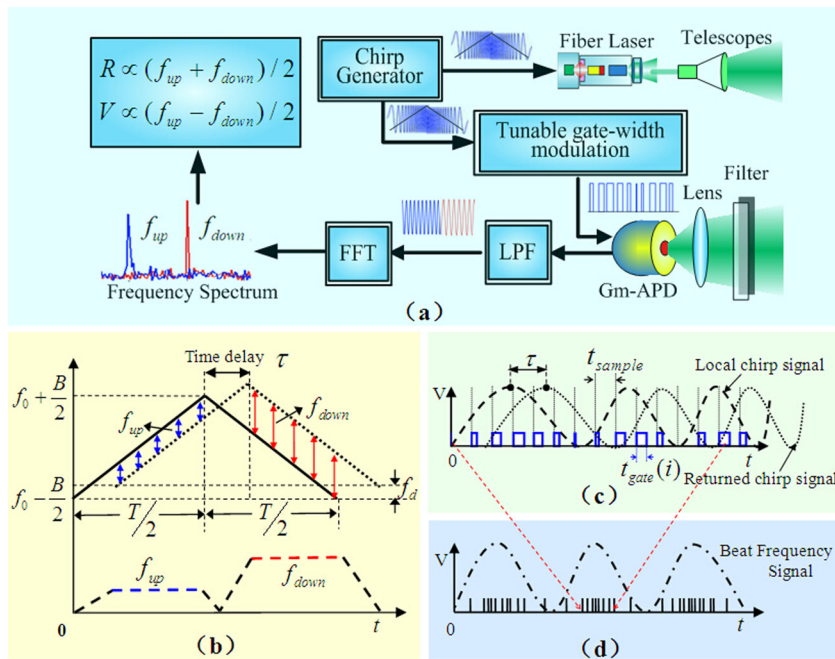 R ∝ (f_up + f_down) / 2
V ∝ (f_up − f_down) / 2
Chirp
Generator
Fiber Laser
Telescopes
Tunable gate-width
modulation
Filter
Lens
f_up
f_down
Frequency Spectrum
FFT
LPF
Gm-APD
(a)
Time delay τ
f_0 + B/2
f_up
f_down
f_0 − B/2
f_d
T/2
T/2
f_up
f_down
0
t
(b)
τ
t_sample
Local chirp signal
V
0
t
t_gate(i)
Returned chirp signal
(c)
V
Beat Frequency
Signal
0
t
(d)